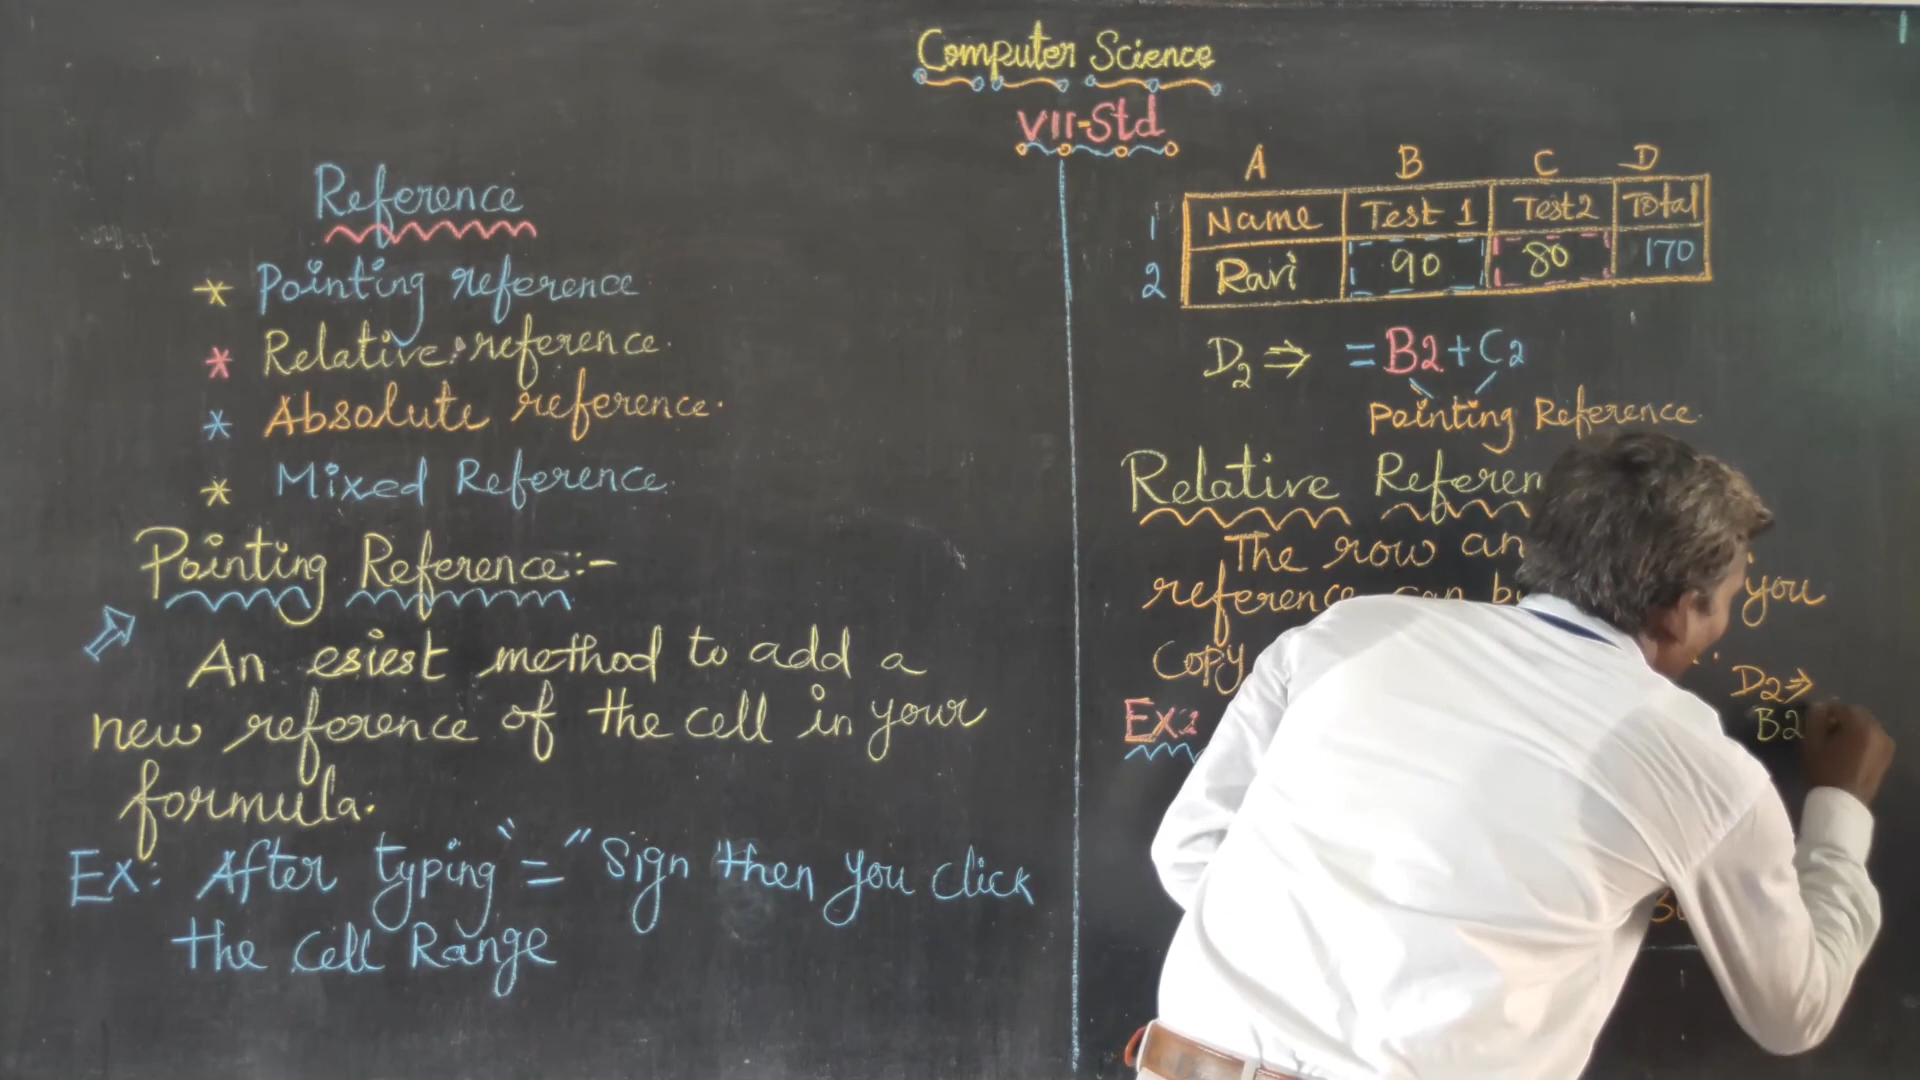 Computer Science
VII-Std
Reference
* Pointing reference
* Relative reference.
* Absolute reference.
* Mixed Reference.
Pointing Reference:-
⇒ An esiest method to add a
new reference of the cell in your
formula.
Ex: After typing "=" Sign then you click
the Cell Range
A B C D
1 Name Test 1 Test2 Total
2 Ravi 90 80 170
D2 ⇒ =B2+C2
Pointing Reference.
Relative
The row
reference can you
Copy
Ex:
D2⇒
B2